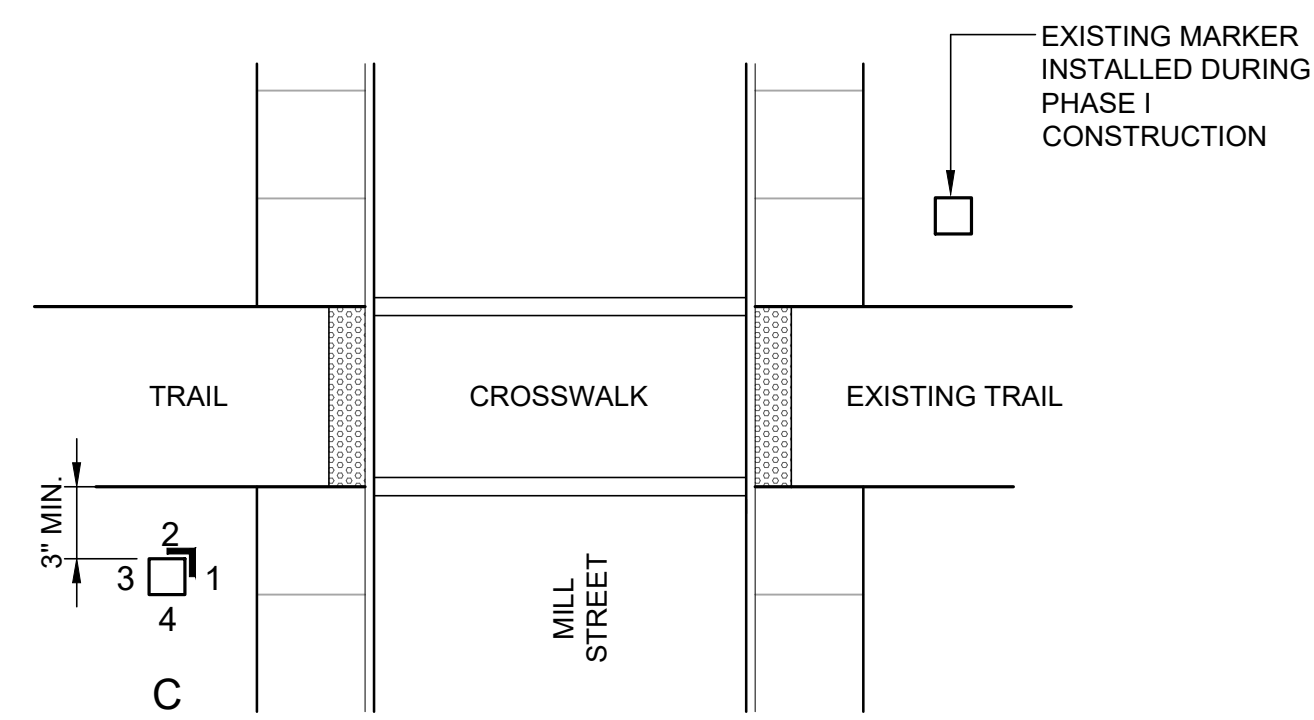 EXISTING MARKER
INSTALLED DURING
PHASE I
CONSTRUCTION
TRAIL
CROSSWALK
EXISTING TRAIL
3" MIN.
2
3
1
4
C
MILL
STREET